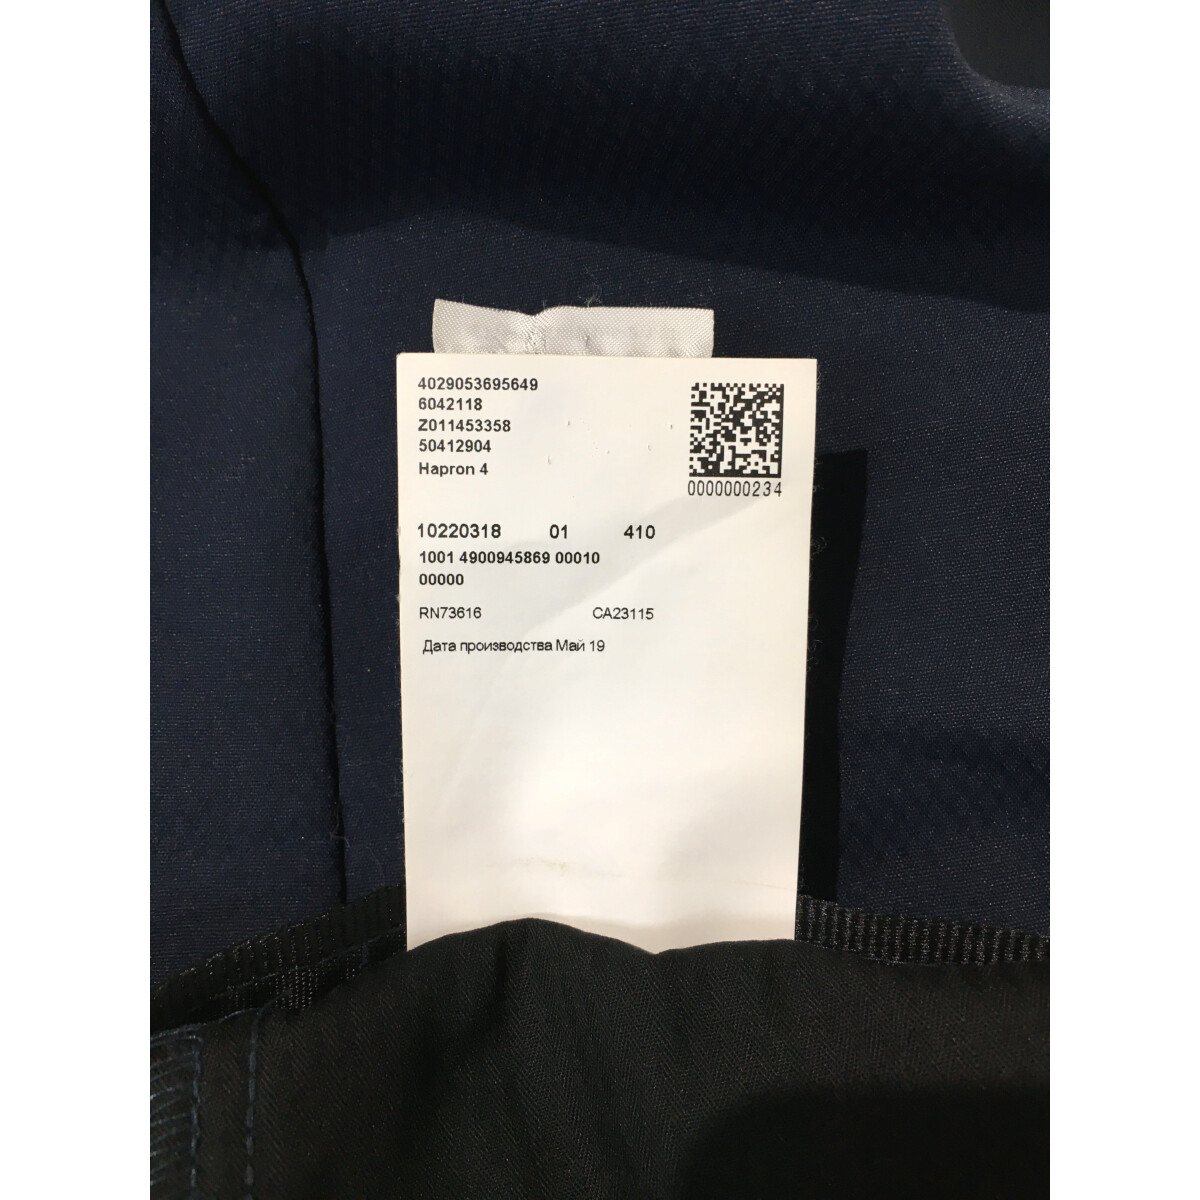 4029053695649
6042118
Z011453358
50412904
Hapron 4
0000000234
10220318 01 410
1001 4900945869 00010
00000
RN73616 CA23115
Дата производства Май 19